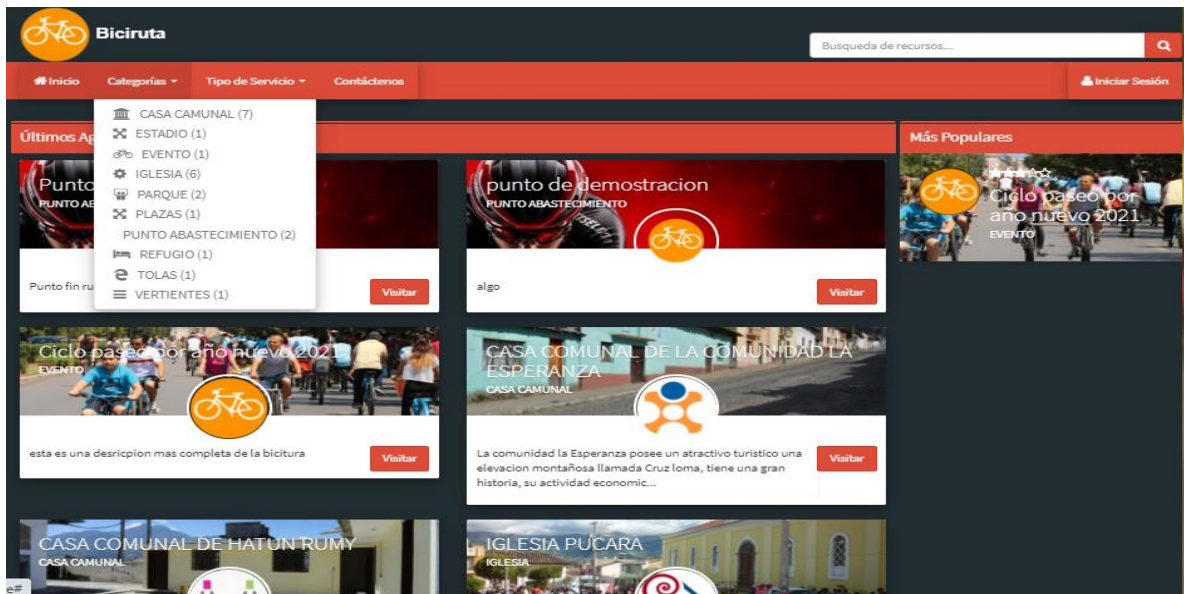 Biciruta
Busqueda de recursos....
Inicio Categorías Tipo de Servicio Contáctenos Iniciar Sesión
CASA CAMUNAL (7)
ESTADIO (1)
EVENTO (1)
IGLESIA (6)
PARQUE (2)
PLAZAS (1)
PUNTO ABASTECIMIENTO (2)
REFUGIO (1)
TOLAS (1)
VERTIENTES (1)
Últimos
Más Populares
Punto
PUNTO
Punto fin
Visitar
punto de demostracion
PUNTO ABASTECIMIENTO
algo
Visitar
Ciclo paseo por
año nuevo 2021
EVENTO
Ciclo paseo por año nuevo 2021
EVENTO
esta es una desripcion mas completa de la bicitura
Visitar
CASA COMUNAL DE LA COMUNIDAD LA
ESPERANZA
CASA CAMUNAL
La comunidad la Esperanza posee un atractivo turistico una
elevacion montañosa llamada Cruz loma, tiene una gran
historia, su actividad economic...
Visitar
CASA COMUNAL DE HATUN RUMY
CASA CAMUNAL
IGLESIA PUCARA
IGLESIA
e#